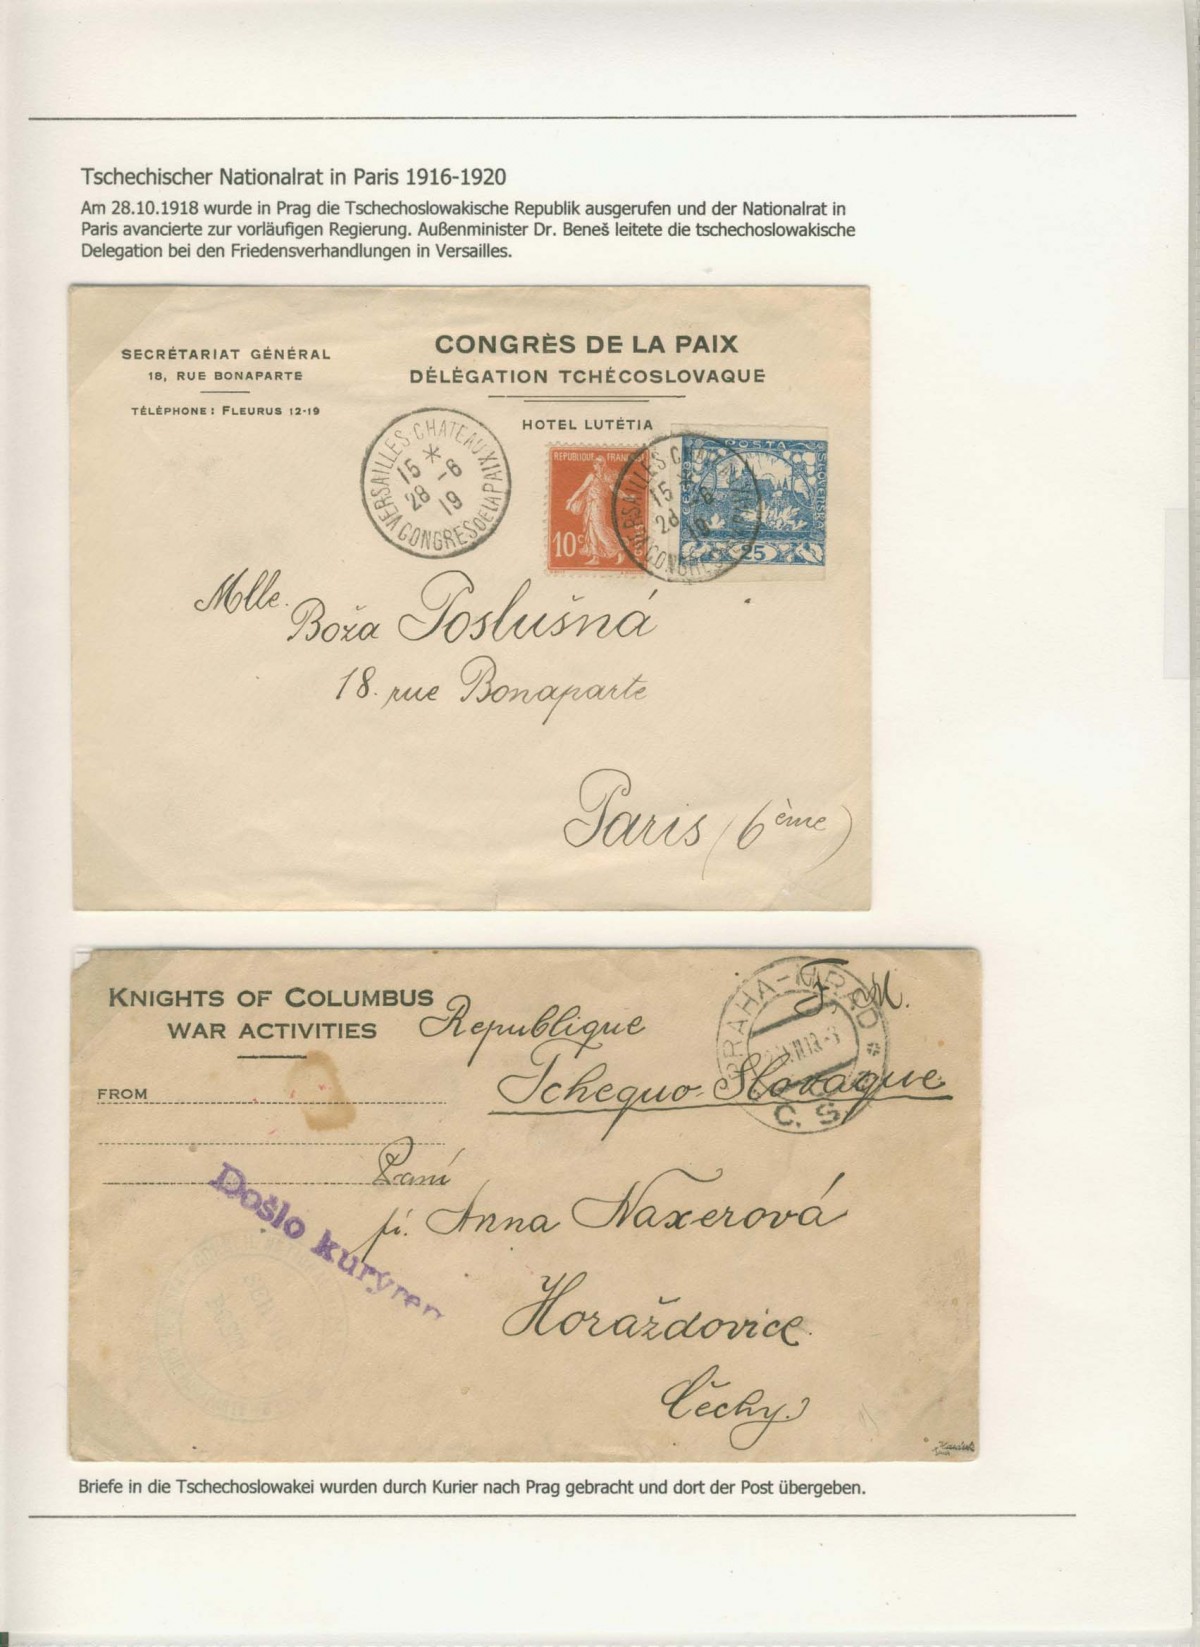 Tschechischer Nationalrat in Paris 1916-1920
Am 28.10.1918 wurde in Prag die Tschechoslowakische Republik ausgerufen und der Nationalrat in
Paris avancierte zur vorläufigen Regierung. Außenminister Dr. Beneš leitete die tschechoslowakische
Delegation bei den Friedensverhandlungen in Versailles.
SECRÉTARIAT GÉNÉRAL
18, RUE BONAPARTE
TÉLÉPHONE: FLEURUS 12-19
CONGRÈS DE LA PAIX
DÉLÉGATION TCHÉCOSLOVAQUE
HOTEL LUTÉTIA
VERSAILLES CHATEAU
15 * 28 -6 19
CONGRES DE LA PAIX
REPUBLIQUE FRANC
10c
POSTA
SLOVENSKA
25
Mlle.
Boža Poslušná
18. rue Bonaparte
Paris (6ème)
KNIGHTS OF COLUMBUS
WAR ACTIVITIES
FROM
F. M.
PRAHA-HRAD
C. S.
Republique
Tchequo-Slovaque
Došlo kurýrem
Paní
pí. Anna Naxerová
Horaždovice
Čechy.
Briefe in die Tschechoslowakei wurden durch Kurier nach Prag gebracht und dort der Post übergeben.